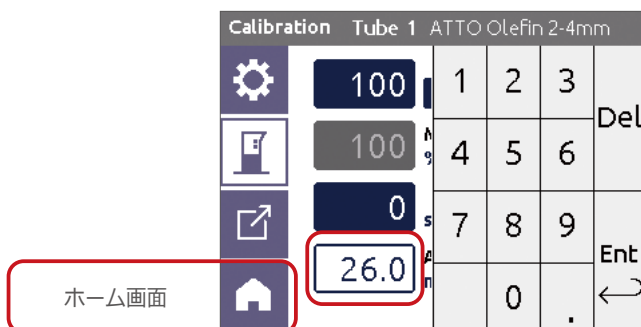 Calibration Tube 1 ATTO Olefin 2-4mm
100
100
%
0
s
26.0
ホーム画面
1 2 3
Del
4 5 6
7 8 9
Ent
0 .